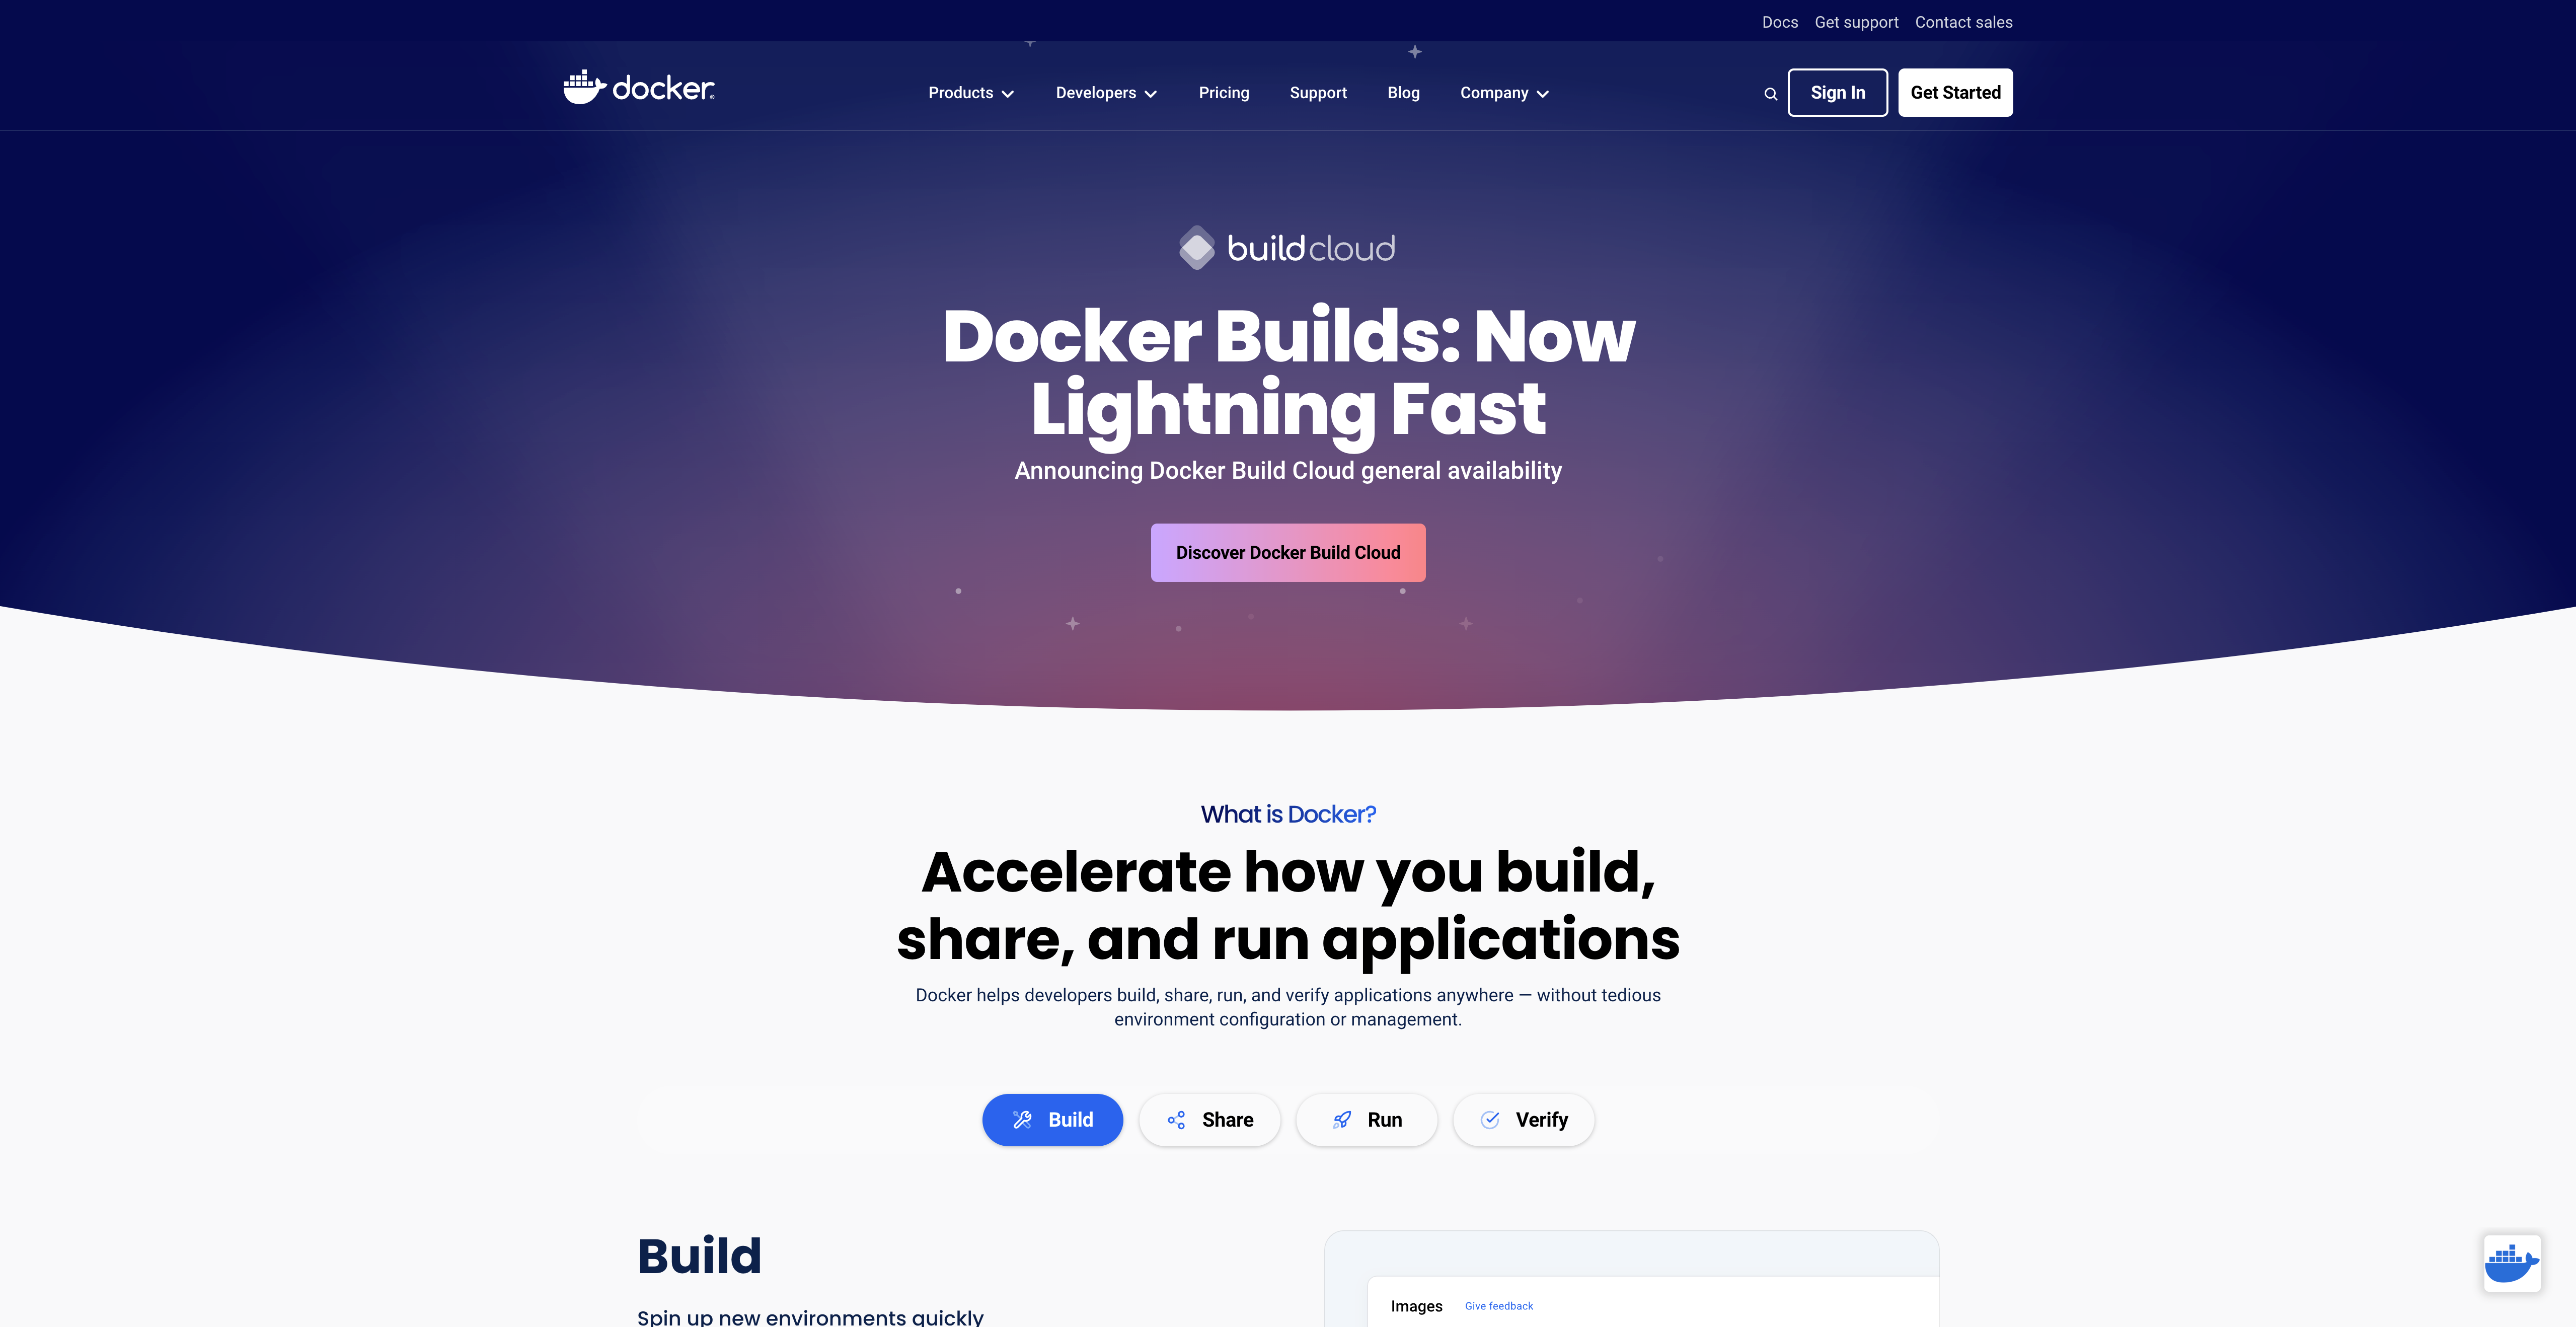 Docs Get support Contact sales
docker
Products Developers Pricing Support Blog Company Sign In Get Started
buildcloud
Docker Builds: Now
Lightning Fast
Announcing Docker Build Cloud general availability
Discover Docker Build Cloud
What is Docker?
Accelerate how you build,
share, and run applications
Docker helps developers build, share, run, and verify applications anywhere — without tedious
environment configuration or management.
Build Share Run Verify
Build
Spin up new environments quickly
Images Give feedback